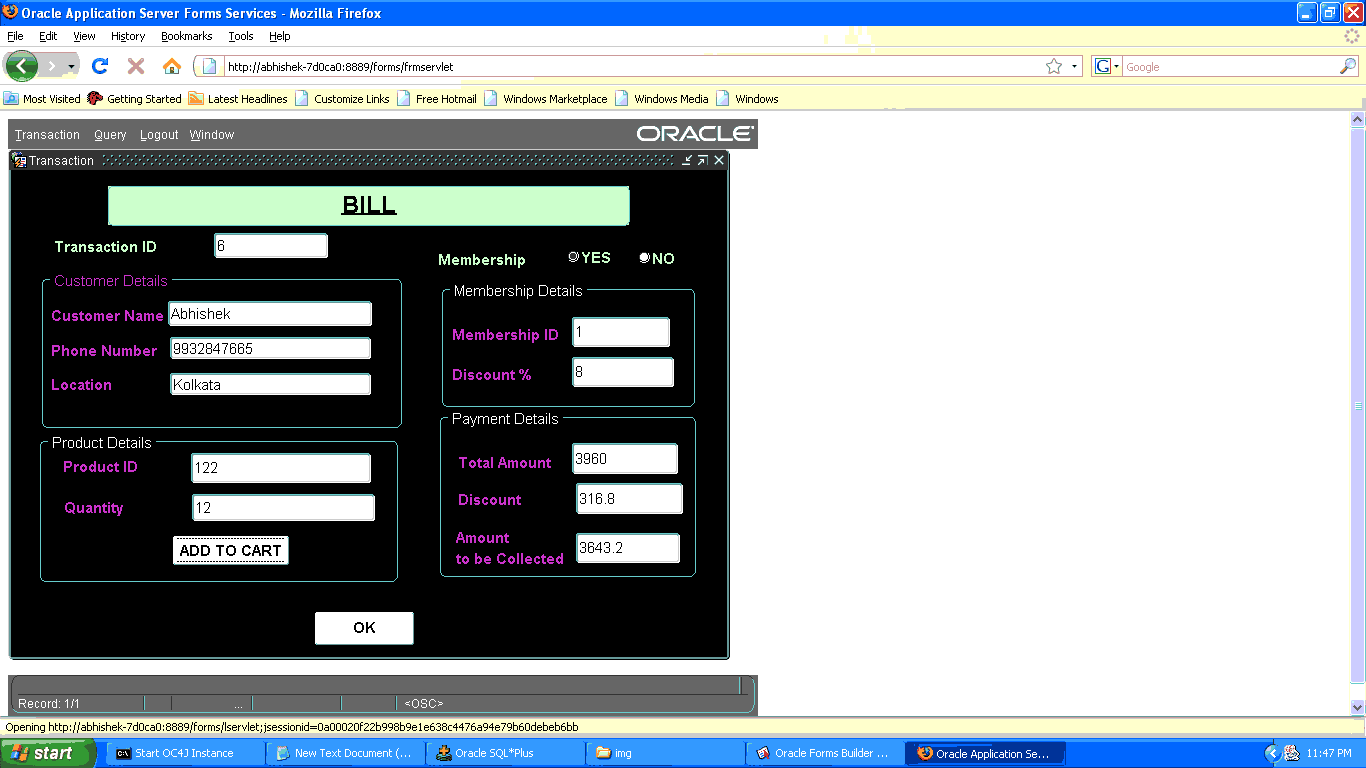 Oracle Application Server Forms Services - Mozilla Firefox
File Edit View History Bookmarks Tools Help
http://abhishek-7d0ca0:8889/forms/frmservlet
G Google
Most Visited Getting Started Latest Headlines Customize Links Free Hotmail Windows Marketplace Windows Media Windows
Transaction Query Logout Window ORACLE
Transaction
BILL
Transaction ID 6
Membership YES NO
Customer Details
Customer Name Abhishek
Phone Number 9932847665
Location Kolkata
Membership Details
Membership ID 1
Discount % 8
Product Details
Product ID 122
Quantity 12
ADD TO CART
Payment Details
Total Amount 3960
Discount 316.8
Amount
to be Collected 3643.2
OK
Record: 1/1 ... <OSC>
Opening http://abhishek-7d0ca0:8889/forms/lservlet;jsessionid=0a00020f22b998b9e1e638c4476a94e79b60debeb6bb
start Start OC4J Instance New Text Document (... Oracle SQL*Plus img Oracle Forms Builder ... Oracle Application Se... 11:47 PM